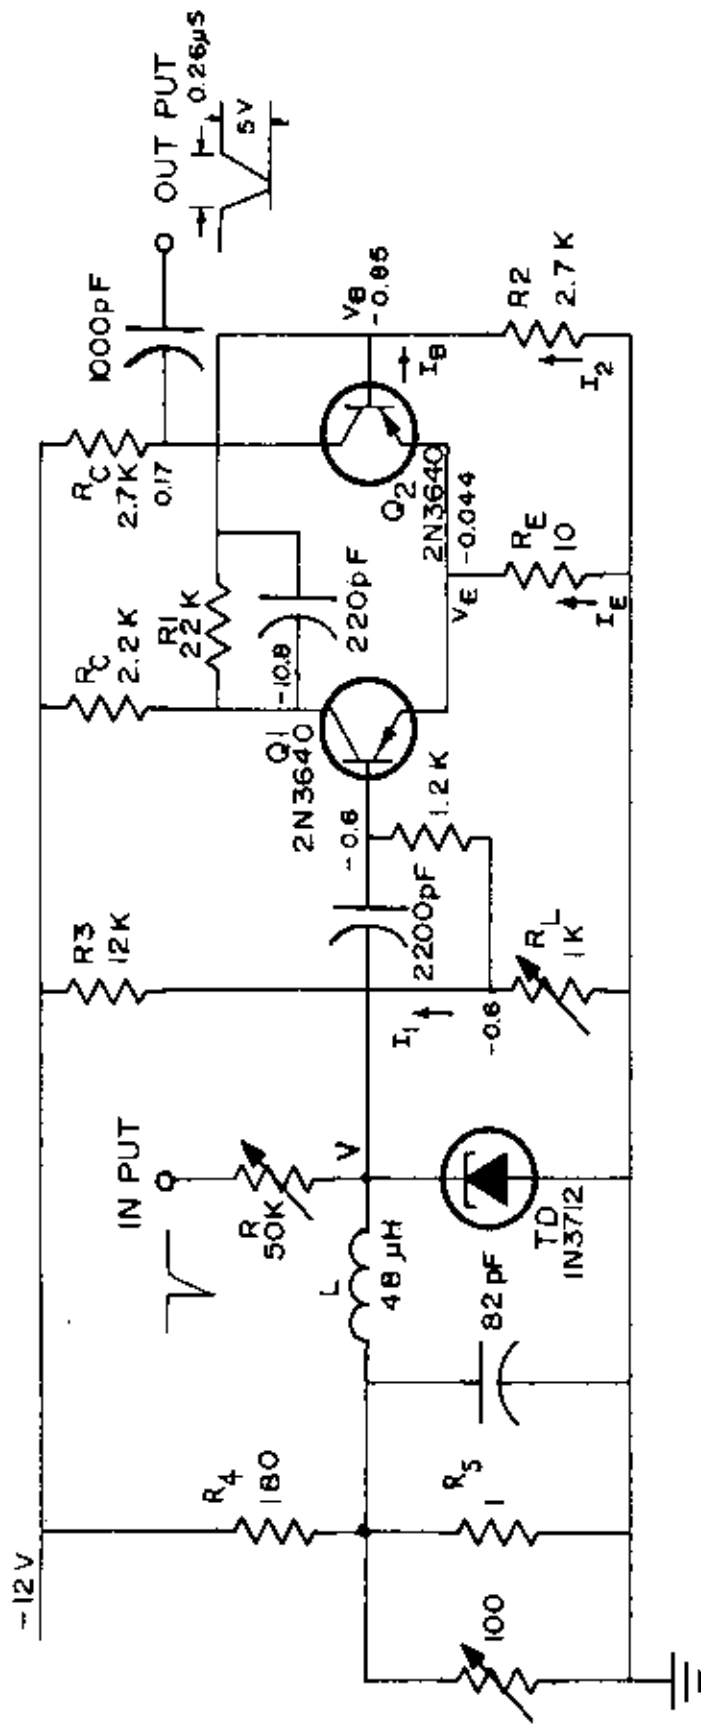 -12V
R4
180
100
R5
1
L
48 µH
82 pF
IN PUT
R
50K
V
TD
1N3712
R3
12K
I1
-0.6
RL
1K
2200pF
-0.6
1.2K
Q1
2N3640
RC
2.2K
R1
22K
-10.8
220pF
VE
-0.044
RE
10
IE
RC
2.7K
0.17
Q2
2N3640
1000pF
OUT PUT
0.26µS
5V
VB
-0.85
IB
R2
2.7K
I2